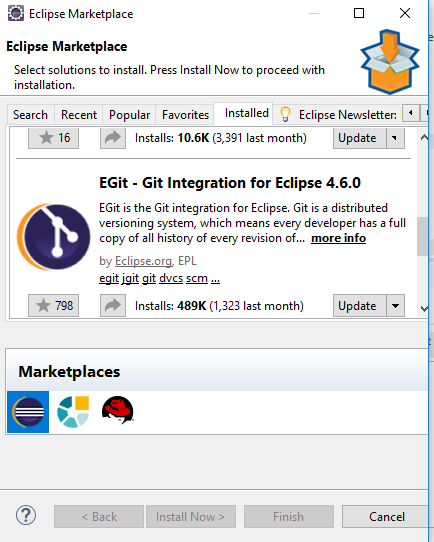 Eclipse Marketplace
Eclipse Marketplace
Select solutions to install. Press Install Now to proceed with
installation.
Search Recent Popular Favorites Installed Eclipse Newsletter:
16 Installs: 10.6K (3,391 last month) Update
EGit - Git Integration for Eclipse 4.6.0
EGit is the Git integration for Eclipse. Git is a distributed
versioning system, which means every developer has a full
copy of all history of every revision of... more info
by Eclipse.org, EPL
egit jgit git dvcs scm ...
798 Installs: 489K (1,323 last month) Update
Marketplaces
? < Back Install Now > Finish Cancel